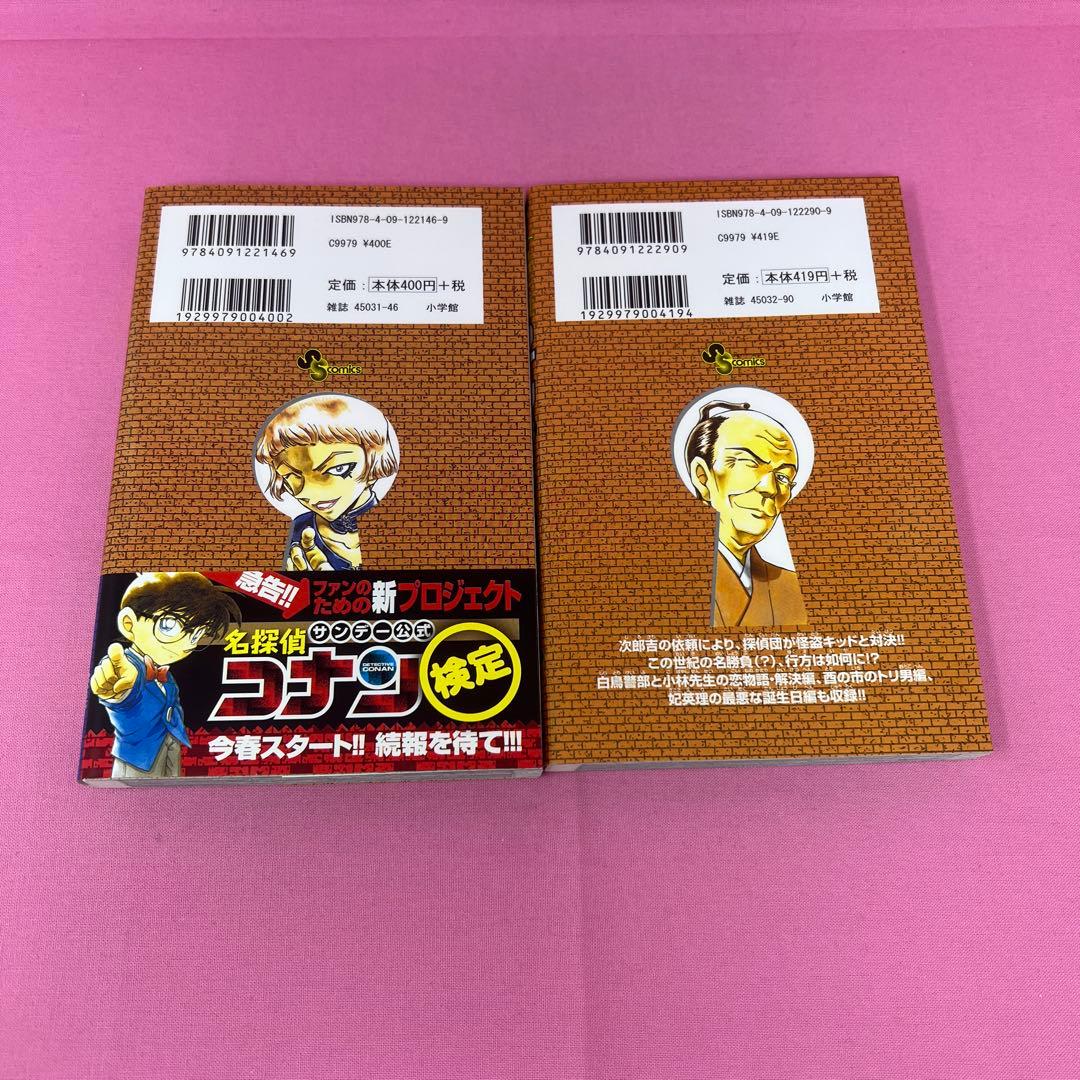 ISBN978-4-09-122146-9
9784091221469
C9979 ¥400E
定価：本体400円+税
1929979004002
雑誌 45031-46 小学館
SScomics
急告!!
ファンの
ための新プロジェクト
名探偵
サンデー公式
コナン
DETECTIVE
CONAN
検定
今春スタート!! 続報を待て!!!
ISBN978-4-09-122290-9
9784091222909
C9979 ¥419E
定価：本体419円+税
1929979004194
雑誌 45032-90 小学館
SScomics
次郎吉の依頼により、探偵団が怪盗キッドと対決!!
この世紀の名勝負(?)、行方は如何に!?
白鳥警部と小林先生の恋物語・解決編、酉の市のトリ男編、
妃英理の最悪な誕生日編も収録!!